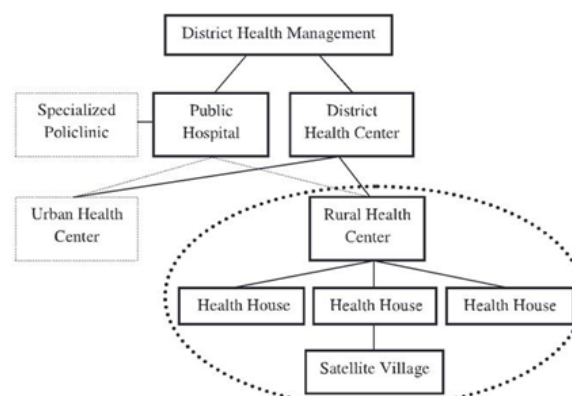 District Health Management
Specialized
Policlinic
Public
Hospital
District
Health Center
Urban Health
Center
Rural Health
Center
Health House
Health House
Health House
Satellite Village